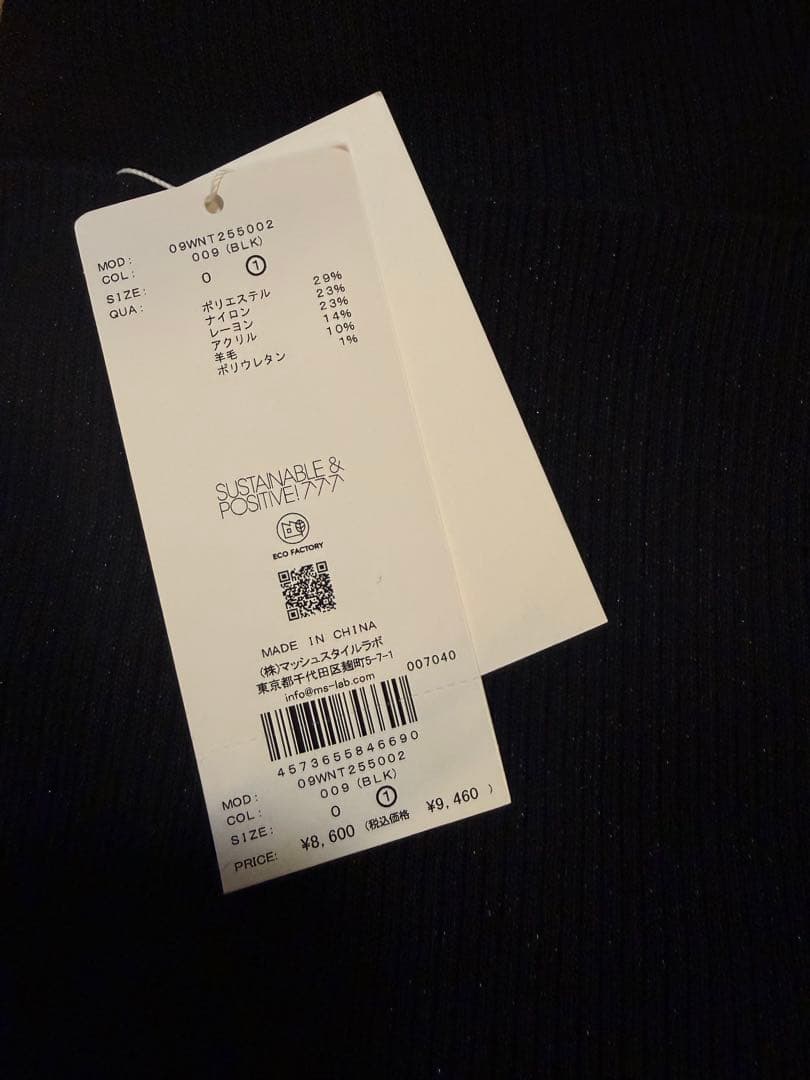 MOD: 09WNT255002
COL: 009 (BLK)
SIZE: 0 ①
QUA: ポリエステル 29%
ナイロン 23%
レーヨン 23%
アクリル 14%
羊毛 10%
ポリウレタン 1%
SUSTAINABLE &
POSITIVE!
ECO FACTORY
MADE IN CHINA
(株)マッシュスタイルラボ
東京都千代田区麹町5-7-1
info@ms-lab.com 007040
4573655846690
MOD: 09WNT255002
COL: 009 (BLK)
SIZE: 0 ①
PRICE: ¥8,600 (税込価格 ¥9,460 )